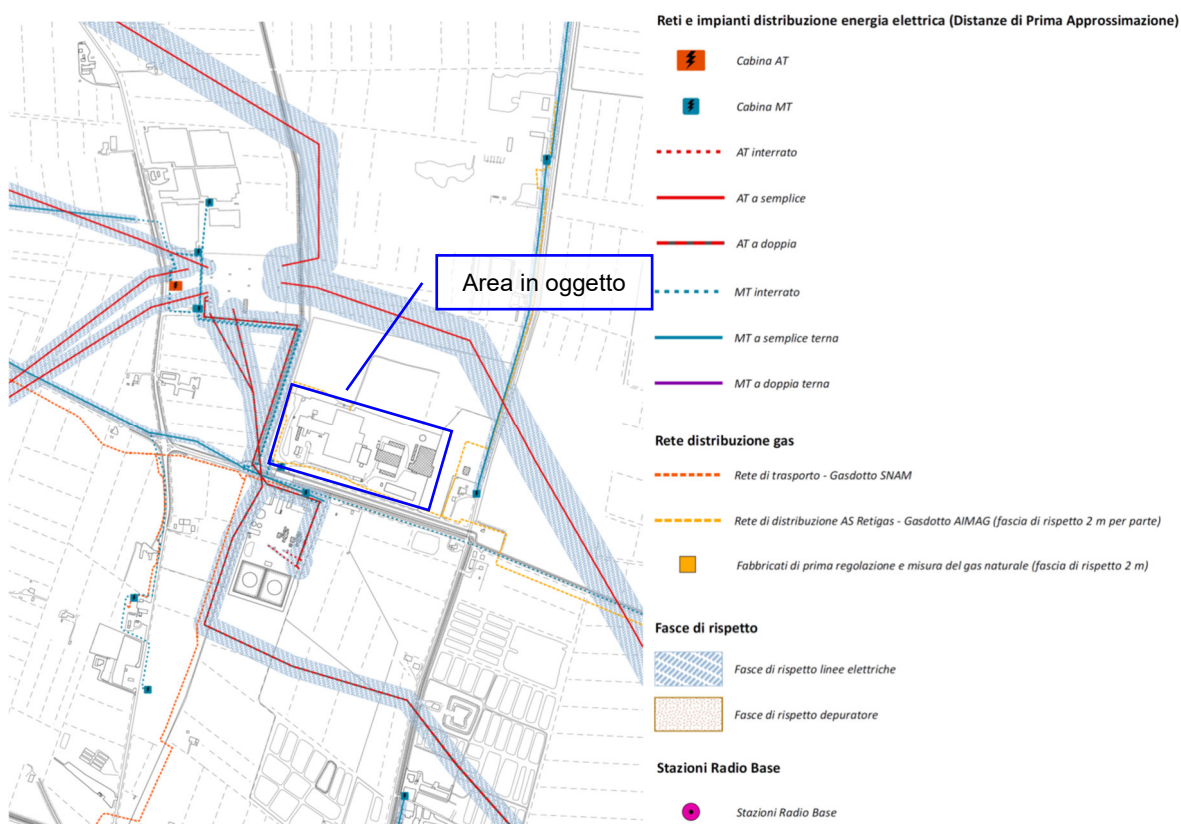 Reti e impianti distribuzione energia elettrica (Distanze di Prima Approssimazione)
Cabina AT
Cabina MT
AT interrato
AT a semplice
AT a doppia
MT interrato
MT a semplice terna
MT a doppia terna
Rete distribuzione gas
Rete di trasporto - Gasdotto SNAM
Rete di distribuzione AS Retigas - Gasdotto AIMAG (fascia di rispetto 2 m per parte)
Fabbricati di prima regolazione e misura del gas naturale (fascia di rispetto 2 m)
Fasce di rispetto
Fasce di rispetto linee elettriche
Fasce di rispetto depuratore
Stazioni Radio Base
Stazioni Radio Base
Area in oggetto